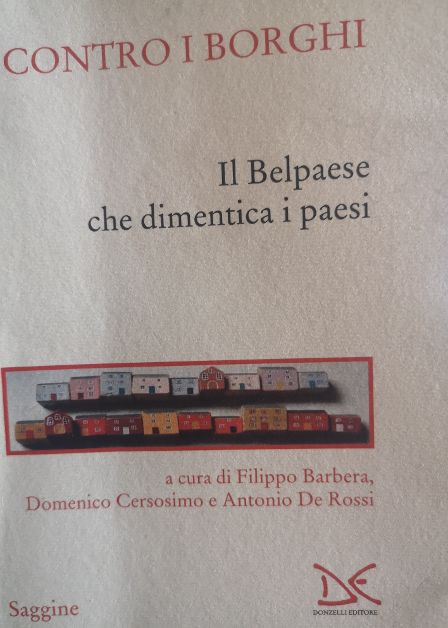 CONTRO I BORGHI
Il Belpaese
che dimentica i paesi
a cura di Filippo Barbera,
Domenico Cersosimo e Antonio De Rossi
Saggine
DE
DONZELLI EDITORE